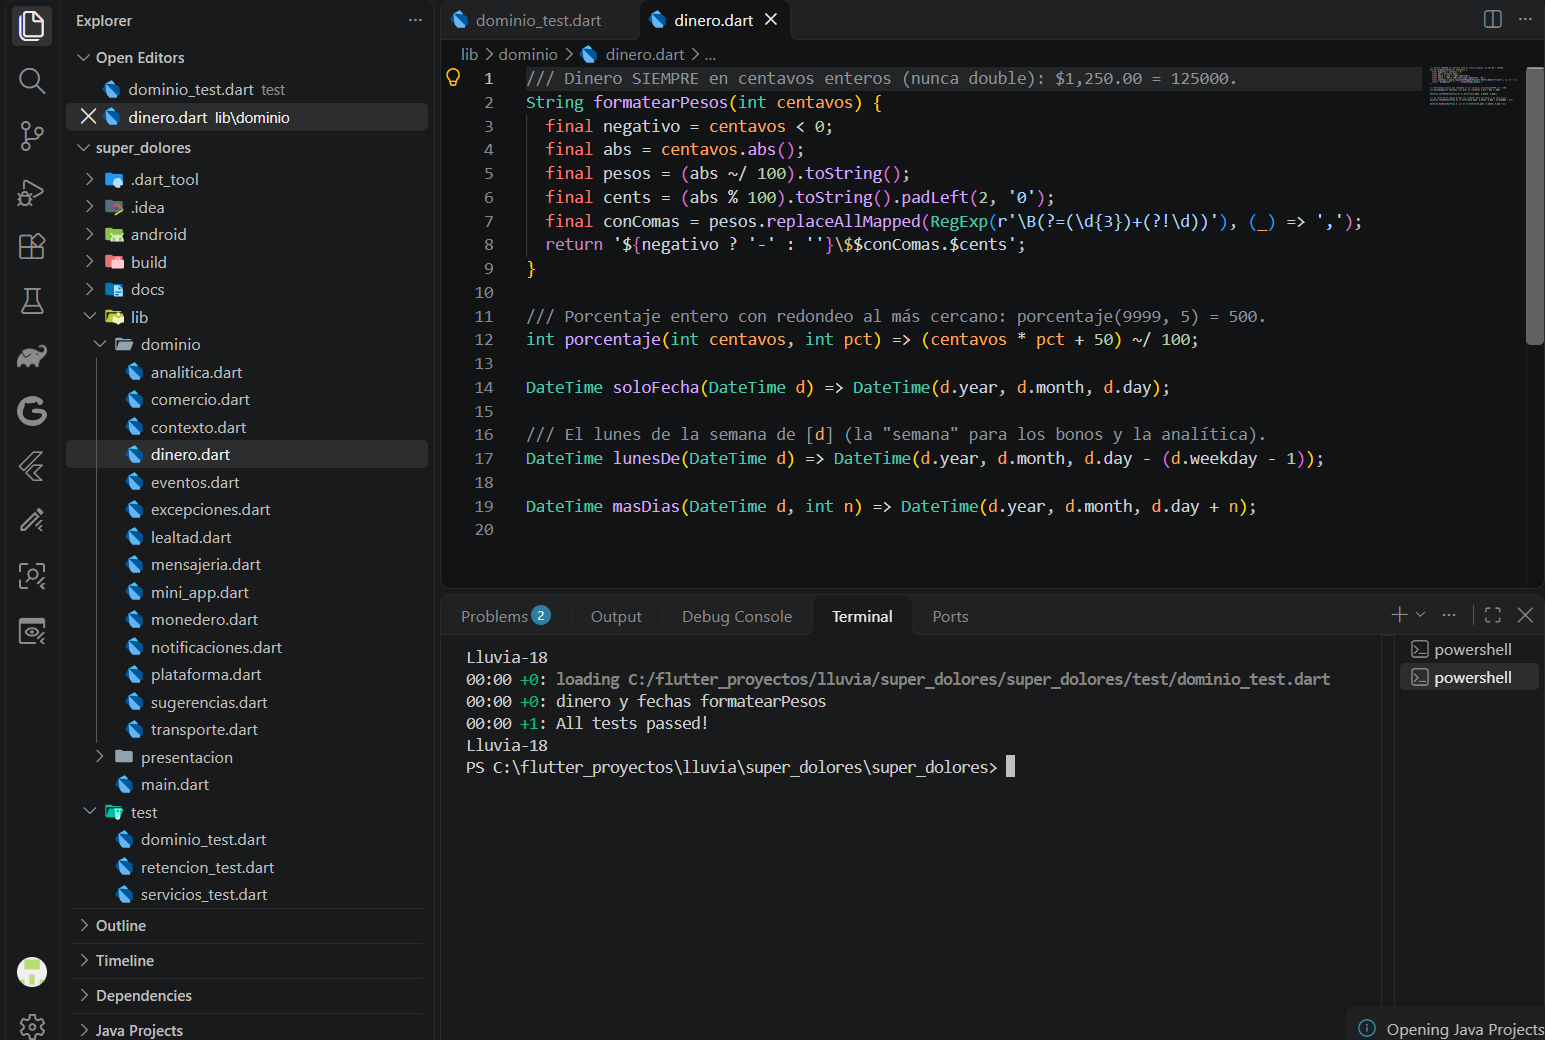 Explorer
Open Editors
dominio_test.dart test
dinero.dart lib\dominio
super_dolores
.dart_tool
.idea
android
build
docs
lib
dominio
analitica.dart
comercio.dart
contexto.dart
dinero.dart
eventos.dart
excepciones.dart
lealtad.dart
mensajeria.dart
mini_app.dart
monedero.dart
notificaciones.dart
plataforma.dart
sugerencias.dart
transporte.dart
presentacion
main.dart
test
dominio_test.dart
retencion_test.dart
servicios_test.dart
Outline
Timeline
Dependencies
Java Projects
dominio_test.dart
dinero.dart
lib > dominio > dinero.dart > ...
1 /// Dinero SIEMPRE en centavos enteros (nunca double): $1,250.00 = 125000.
2 String formatearPesos(int centavos) {
3   final negativo = centavos < 0;
4   final abs = centavos.abs();
5   final pesos = (abs ~/ 100).toString();
6   final cents = (abs % 100).toString().padLeft(2, '0');
7   final conComas = pesos.replaceAllMapped(RegExp(r'\B(?=(\d{3})+(?!\d))'), (_) => ',');
8   return '${negativo ? '-' : ''}\$$conComas.$cents';
9 }
10
11 /// Porcentaje entero con redondeo al más cercano: porcentaje(9999, 5) = 500.
12 int porcentaje(int centavos, int pct) => (centavos * pct + 50) ~/ 100;
13
14 DateTime soloFecha(DateTime d) => DateTime(d.year, d.month, d.day);
15
16 /// El lunes de la semana de [d] (la "semana" para los bonos y la analítica).
17 DateTime lunesDe(DateTime d) => DateTime(d.year, d.month, d.day - (d.weekday - 1));
18
19 DateTime masDias(DateTime d, int n) => DateTime(d.year, d.month, d.day + n);
20
Problems 2 Output Debug Console Terminal Ports
Lluvia-18
00:00 +0: loading C:/flutter_proyectos/lluvia/super_dolores/super_dolores/test/dominio_test.dart
00:00 +0: dinero y fechas formatearPesos
00:00 +1: All tests passed!
Lluvia-18
PS C:\flutter_proyectos\lluvia\super_dolores\super_dolores>
powershell
powershell
Opening Java Projects